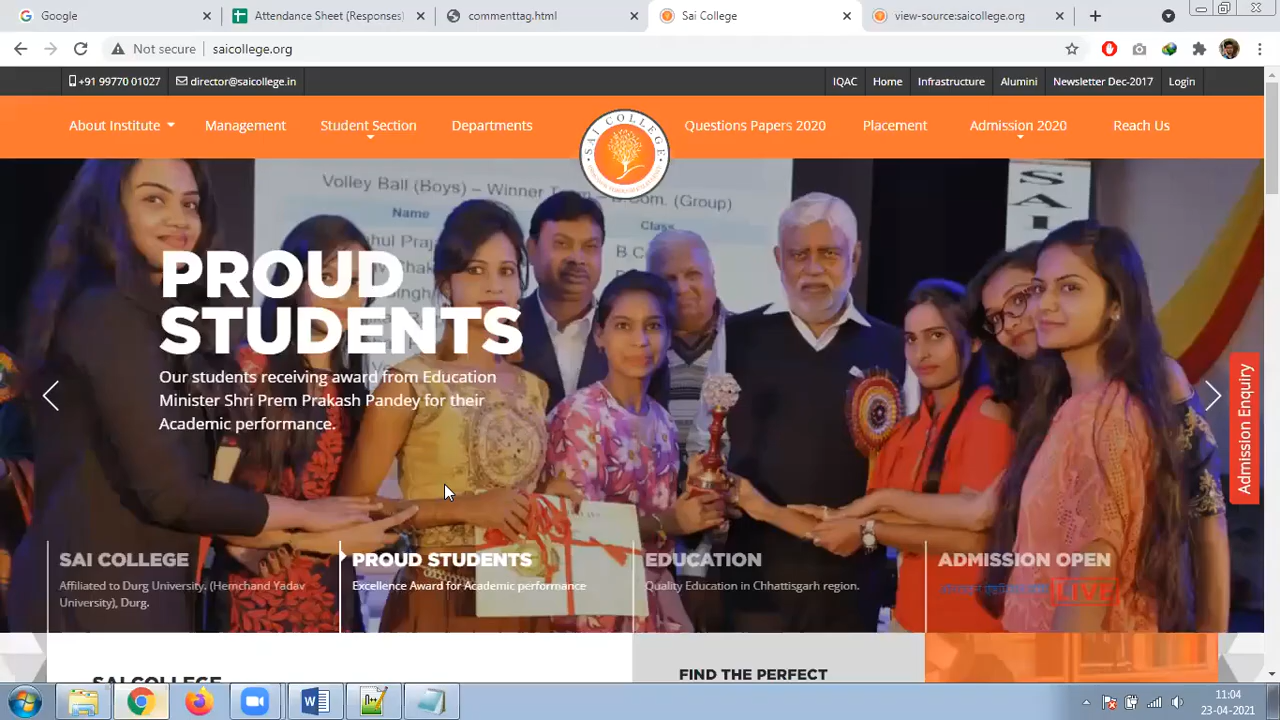 Google
Attendance Sheet (Responses)
commenttag.html
Sai College
view-source:saicollege.org
Not secure
saicollege.org
+91 99770 01027
director@saicollege.in
IQAC
Home
Infrastructure
Alumini
Newsletter Dec-2017
Login
About Institute
Management
Student Section
Departments
SAI COLLEGE
Questions Papers 2020
Placement
Admission 2020
Reach Us
Volley Ball (Boys) – Winner
(Group)
Name
Class
SAI
PROUD
STUDENTS
Our students receiving award from Education
Minister Shri Prem Prakash Pandey for their
Academic performance.
Admission Enquiry
SAI COLLEGE
Affiliated to Durg University. (Hemchand Yadav
University), Durg.
PROUD STUDENTS
Excellence Award for Academic performance
EDUCATION
Quality Education in Chhattisgarh region.
ADMISSION OPEN
LIVE
SAI COLLEGE
FIND THE PERFECT
11:04
23-04-2021